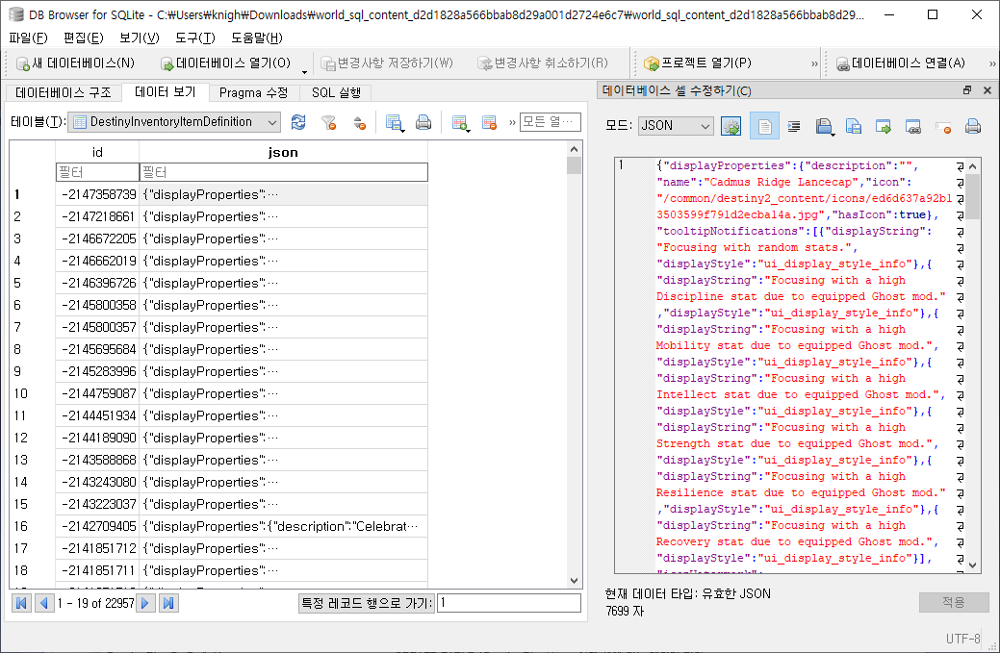 DB Browser for SQLite - C:₩Users₩knigh₩Downloads₩world_sql_content_d2d1828a566bbab8d29a001d2724e6c7₩world_sql_content_d2d1828a566bbab8d29...
파일(F) 편집(E) 보기(V) 도구(T) 도움말(H)
새 데이터베이스(N) 데이터베이스 열기(O) 변경사항 저장하기(W) 변경사항 취소하기(R) 프로젝트 열기(P) » 데이터베이스 연결(A) »
데이터베이스 구조 데이터 보기 Pragma 수정 SQL 실행
테이블(T): DestinyInventoryItemDefinition » 모든 열···
id json
필터 필터
1 -2147358739 {"displayProperties":···
2 -2147218661 {"displayProperties":···
3 -2146672205 {"displayProperties":···
4 -2146662019 {"displayProperties":···
5 -2146396726 {"displayProperties":···
6 -2145800358 {"displayProperties":···
7 -2145800357 {"displayProperties":···
8 -2145695684 {"displayProperties":···
9 -2145283996 {"displayProperties":···
10 -2144759087 {"displayProperties":···
11 -2144451934 {"displayProperties":···
12 -2144189090 {"displayProperties":···
13 -2143588868 {"displayProperties":···
14 -2143243080 {"displayProperties":···
15 -2143223037 {"displayProperties":···
16 -2142709405 {"displayProperties":{"description":"Celebrat···
17 -2141851712 {"displayProperties":···
18 -2141851711 {"displayProperties":···
1 - 19 of 22957 특정 레코드 행으로 가기: 1
데이터베이스 셀 수정하기(C)
모드: JSON
1 {"displayProperties":{"description":"",
"name":"Cadmus Ridge Lancecap","icon":
"/common/destiny2_content/icons/ed6d637a92b1
3503599f791d2ecba14a.jpg","hasIcon":true},
"tooltipNotifications":[{"displayString":
"Focusing with random stats.",
"displayStyle":"ui_display_style_info"},{
"displayString":"Focusing with a high
Discipline stat due to equipped Ghost mod."
,"displayStyle":"ui_display_style_info"},{
"displayString":"Focusing with a high
Mobility stat due to equipped Ghost mod.",
"displayStyle":"ui_display_style_info"},{
"displayString":"Focusing with a high
Intellect stat due to equipped Ghost mod.",
"displayStyle":"ui_display_style_info"},{
"displayString":"Focusing with a high
Strength stat due to equipped Ghost mod.",
"displayStyle":"ui_display_style_info"},{
"displayString":"Focusing with a high
Resilience stat due to equipped Ghost mod."
,"displayStyle":"ui_display_style_info"},{
"displayString":"Focusing with a high
Recovery stat due to equipped Ghost mod.",
"displayStyle":"ui_display_style_info"}],
현재 데이터 타입: 유효한 JSON
7699 자
적용
UTF-8